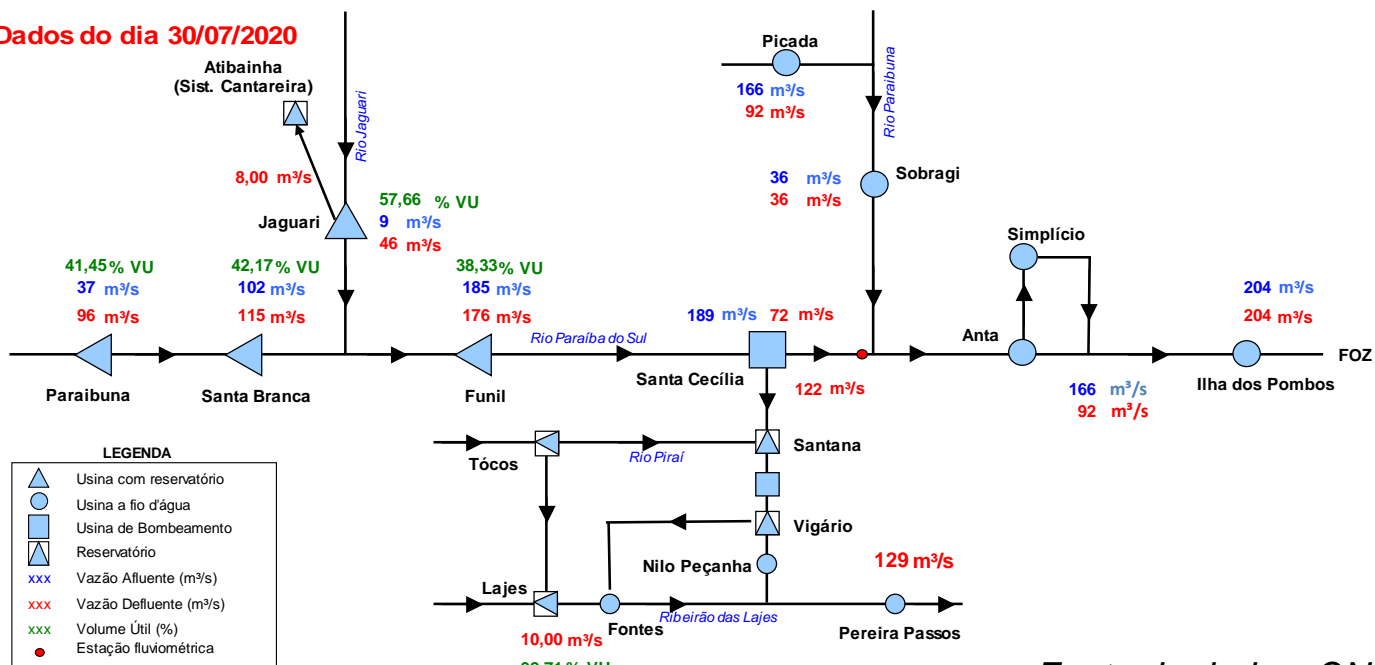 Dados do dia 30/07/2020
Atibainha
(Sist. Cantareira)
Rio Jaguari
8,00 m³/s
Jaguari
57,66 % VU
9 m³/s
46 m³/s
Picada
166 m³/s
92 m³/s
Rio Paraibuna
36 m³/s
36 m³/s
Sobragi
Simplício
41,45% VU
37 m³/s
96 m³/s
Paraibuna
42,17% VU
102 m³/s
115 m³/s
Santa Branca
38,33% VU
185 m³/s
176 m³/s
Funil
Rio Paraíba do Sul
189 m³/s 72 m³/s
Santa Cecília
122 m³/s
Anta
166 m³/s
92 m³/s
204 m³/s
204 m³/s
Ilha dos Pombos
FOZ
Tócos
Rio Piraí
Santana
Vigário
Nilo Peçanha
129 m³/s
Lajes
Fontes
Ribeirão das Lajes
Pereira Passos
10,00 m³/s
LEGENDA
Usina com reservatório
Usina a fio d'água
Usina de Bombeamento
Reservatório
xxx Vazão Afluente (m³/s)
xxx Vazão Defluente (m³/s)
xxx Volume Útil (%)
Estação fluviométrica